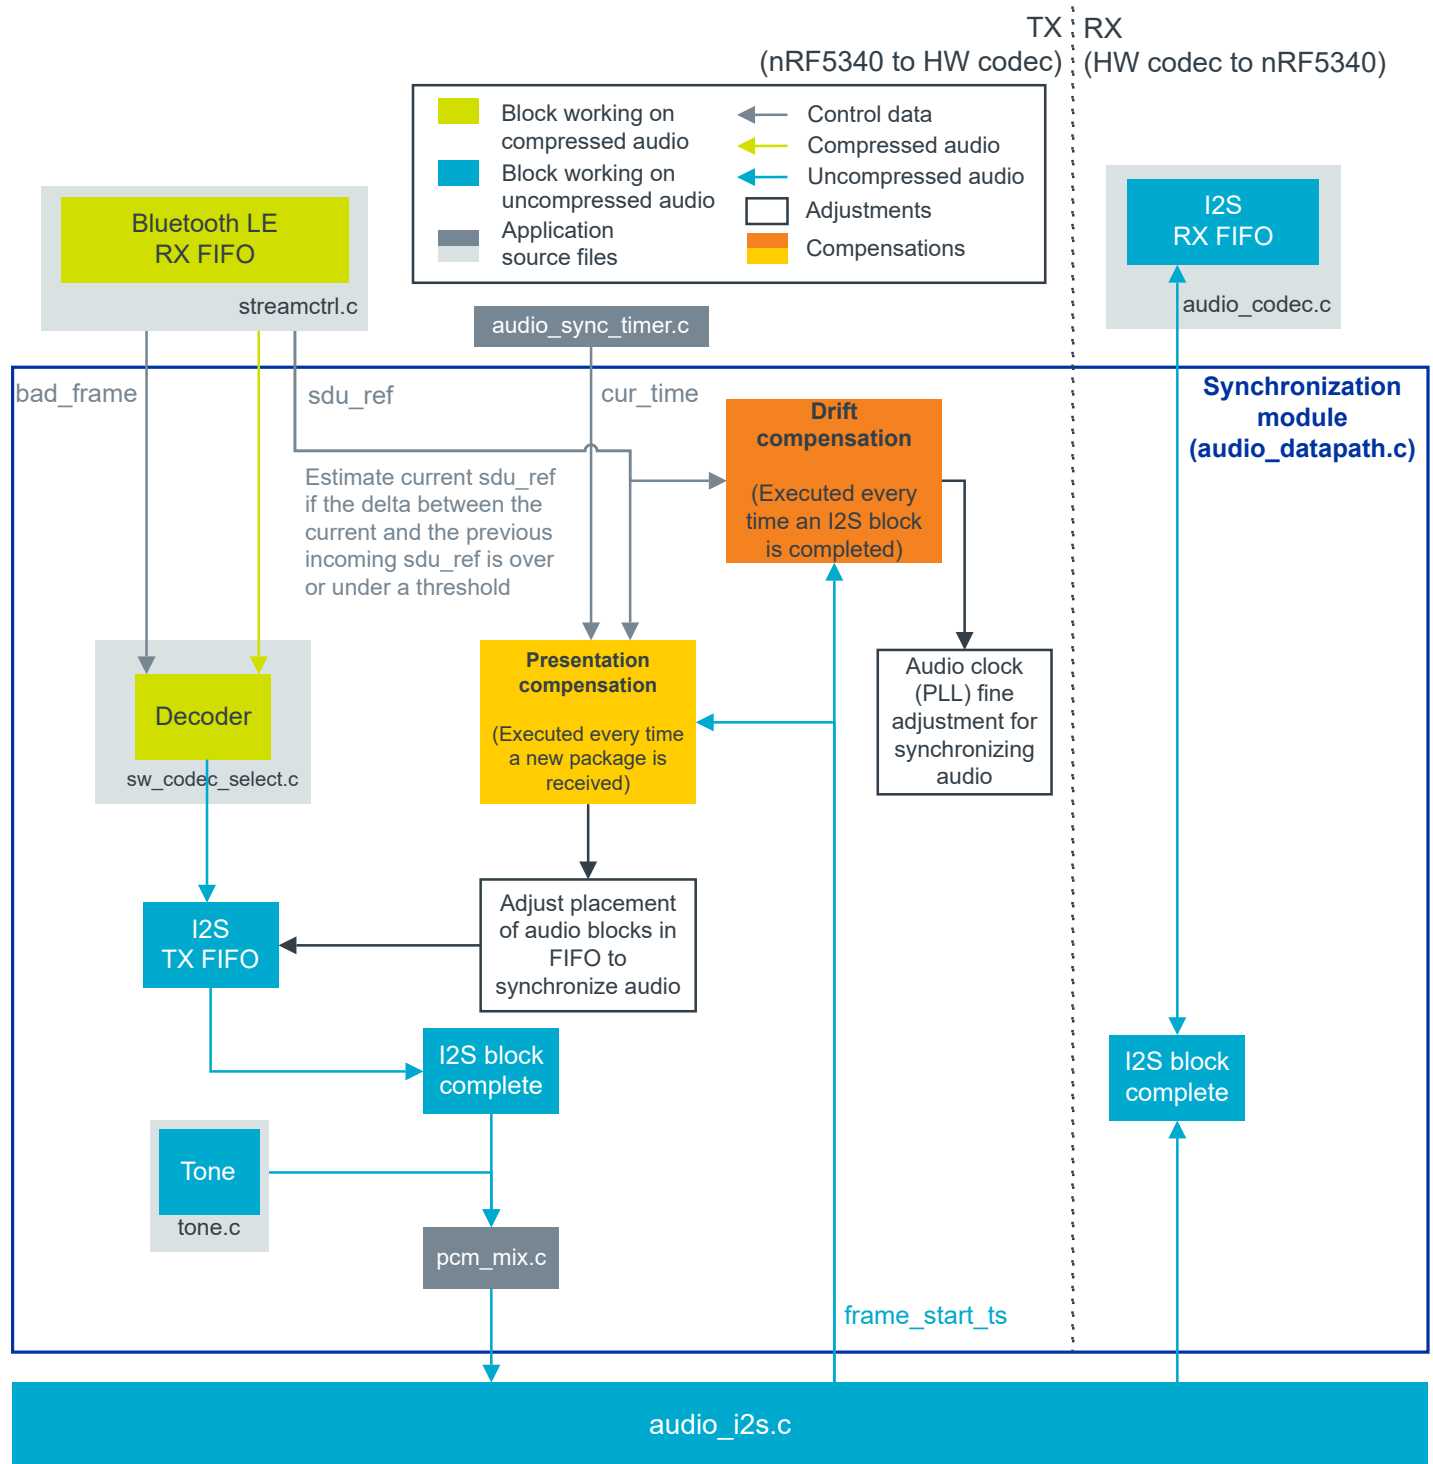 TX
(nRF5340 to HW codec)
RX
(HW codec to nRF5340)
Block working on
compressed audio
Block working on
uncompressed audio
Application
source files
Control data
Compressed audio
Uncompressed audio
Adjustments
Compensations
Bluetooth LE
RX FIFO
streamctrl.c
audio_sync_timer.c
I2S
RX FIFO
audio_codec.c
bad_frame
sdu_ref
cur_time
Synchronization
module
(audio_datapath.c)
Drift
compensation
(Executed every
time an I2S block
is completed)
Estimate current sdu_ref
if the delta between the
current and the previous
incoming sdu_ref is over
or under a threshold
Decoder
sw_codec_select.c
Presentation
compensation
(Executed every time
a new package is
received)
Audio clock
(PLL) fine
adjustment for
synchronizing
audio
I2S
TX FIFO
Adjust placement
of audio blocks in
FIFO to
synchronize audio
I2S block
complete
I2S block
complete
Tone
tone.c
pcm_mix.c
frame_start_ts
audio_i2s.c